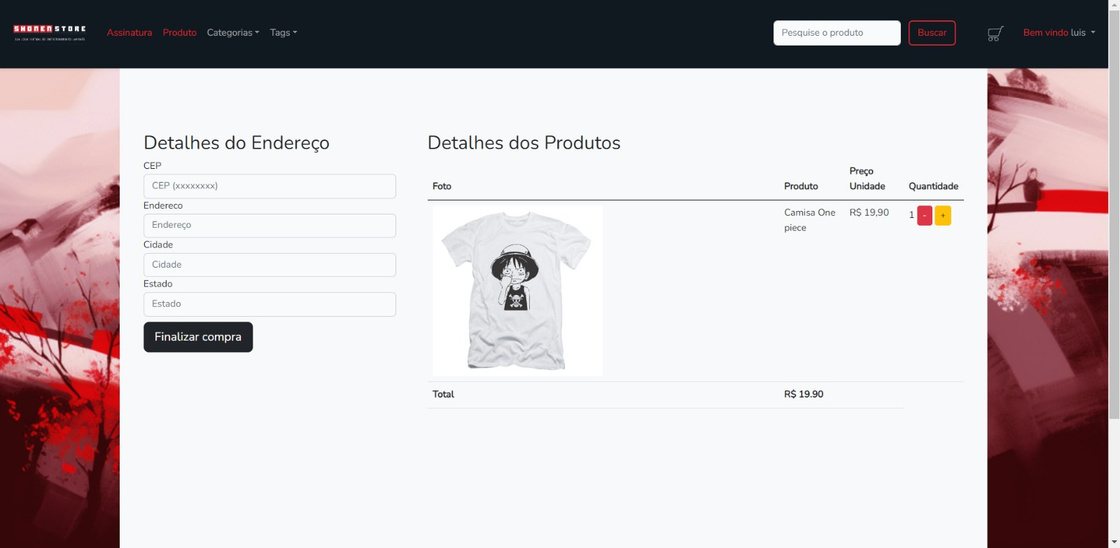 SHONEN STORE
Assinatura Produto Categorias Tags
Pesquise o produto
Buscar
Bem vindo luis
Detalhes do Endereço
CEP
CEP (xxxxxxxx)
Endereco
Endereço
Cidade
Cidade
Estado
Estado
Finalizar compra
Detalhes dos Produtos
Foto Produto Preço Unidade Quantidade
Camisa One piece R$ 19,90 1 - +
Total R$ 19.90